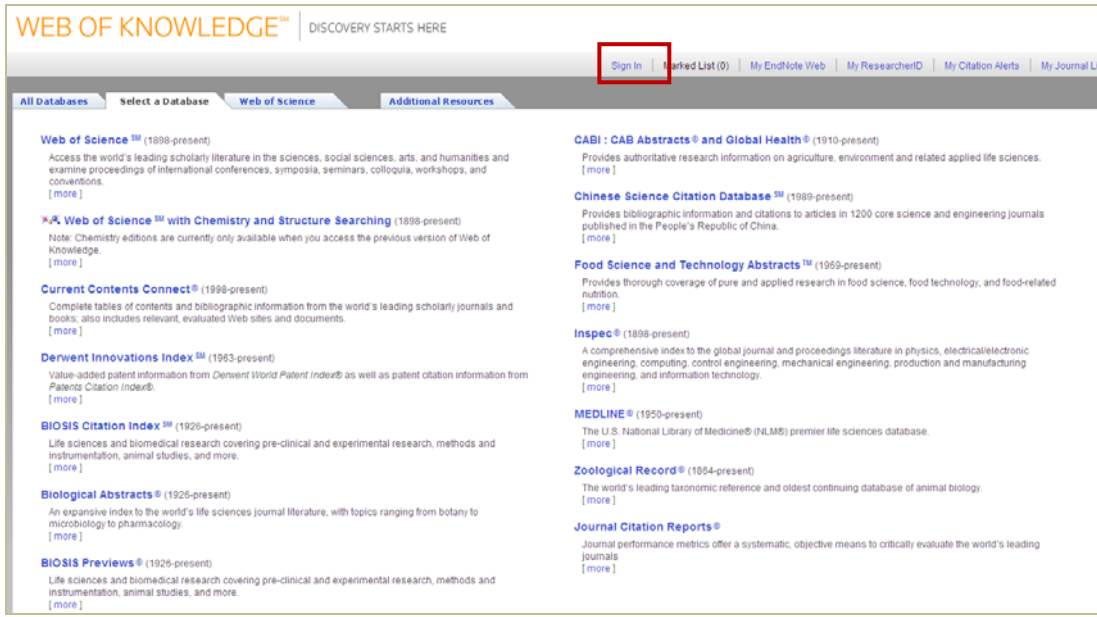 WEB OF KNOWLEDGE℠ | DISCOVERY STARTS HERE
Sign In | Marked List (0) | My EndNote Web | My ResearcherID | My Citation Alerts | My Journal Li
All Databases Select a Database Web of Science Additional Resources
Web of Science ℠ (1898-present)
Access the world's leading scholarly literature in the sciences, social sciences, arts, and humanities and
examine proceedings of international conferences, symposia, seminars, colloquia, workshops, and
conventions.
[ more ]
Web of Science ℠ with Chemistry and Structure Searching (1898-present)
Note: Chemistry editions are currently only available when you access the previous version of Web of
Knowledge.
[ more ]
Current Contents Connect® (1998-present)
Complete tables of contents and bibliographic information from the world's leading scholarly journals and
books; also includes relevant, evaluated Web sites and documents.
[ more ]
Derwent Innovations Index ℠ (1963-present)
Value-added patent information from Derwent World Patent Index® as well as patent citation information from
Patents Citation Index®.
[ more ]
BIOSIS Citation Index ℠ (1926-present)
Life sciences and biomedical research covering pre-clinical and experimental research, methods and
instrumentation, animal studies, and more.
[ more ]
Biological Abstracts® (1926-present)
An expansive index to the world's life sciences journal literature, with topics ranging from botany to
microbiology to pharmacology.
[ more ]
BIOSIS Previews® (1926-present)
Life sciences and biomedical research covering pre-clinical and experimental research, methods and
instrumentation, animal studies, and more.
[ more ]
CABI : CAB Abstracts® and Global Health® (1910-present)
Provides authoritative research information on agriculture, environment and related applied life sciences.
[ more ]
Chinese Science Citation Database ℠ (1989-present)
Provides bibliographic information and citations to articles in 1200 core science and engineering journals
published in the People's Republic of China.
[ more ]
Food Science and Technology Abstracts ™ (1969-present)
Provides thorough coverage of pure and applied research in food science, food technology, and food-related
nutrition.
[ more ]
Inspec® (1898-present)
A comprehensive index to the global journal and proceedings literature in physics, electrical/electronic
engineering, computing, control engineering, mechanical engineering, production and manufacturing
engineering, and information technology.
[ more ]
MEDLINE® (1950-present)
The U.S. National Library of Medicine® (NLM®) premier life sciences database.
[ more ]
Zoological Record® (1864-present)
The world's leading taxonomic reference and oldest continuing database of animal biology.
[ more ]
Journal Citation Reports®
Journal performance metrics offer a systematic, objective means to critically evaluate the world's leading
journals
[ more ]